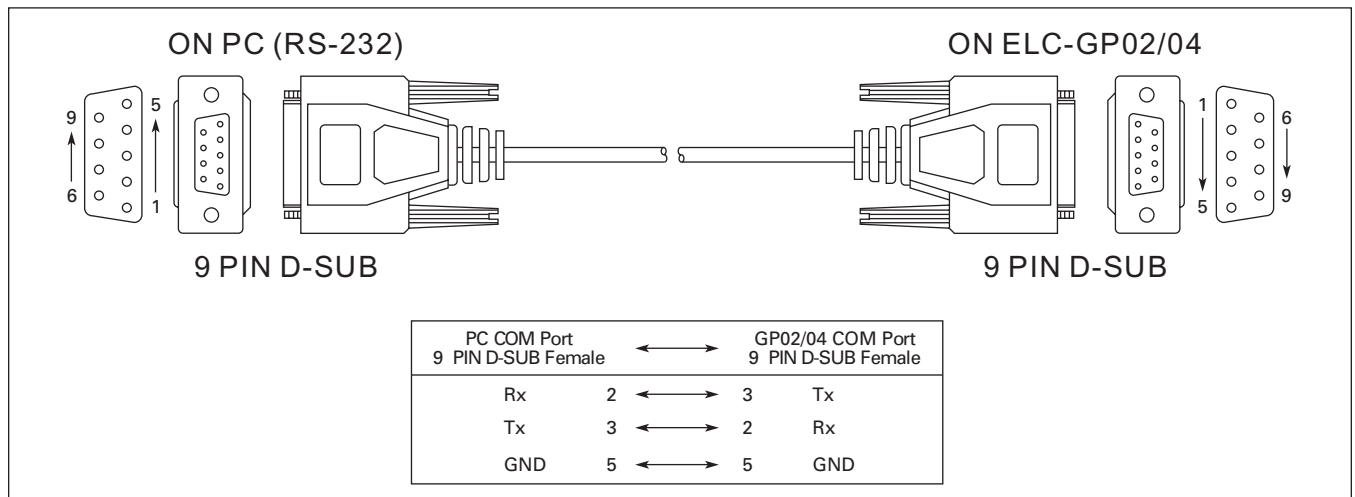 ON PC (RS-232)
ON ELC-GP02/04
9
5
6
1
1
6
5
9
9 PIN D-SUB
9 PIN D-SUB
PC COM Port
9 PIN D-SUB Female
GP02/04 COM Port
9 PIN D-SUB Female
Rx 2 3 Tx
Tx 3 2 Rx
GND 5 5 GND